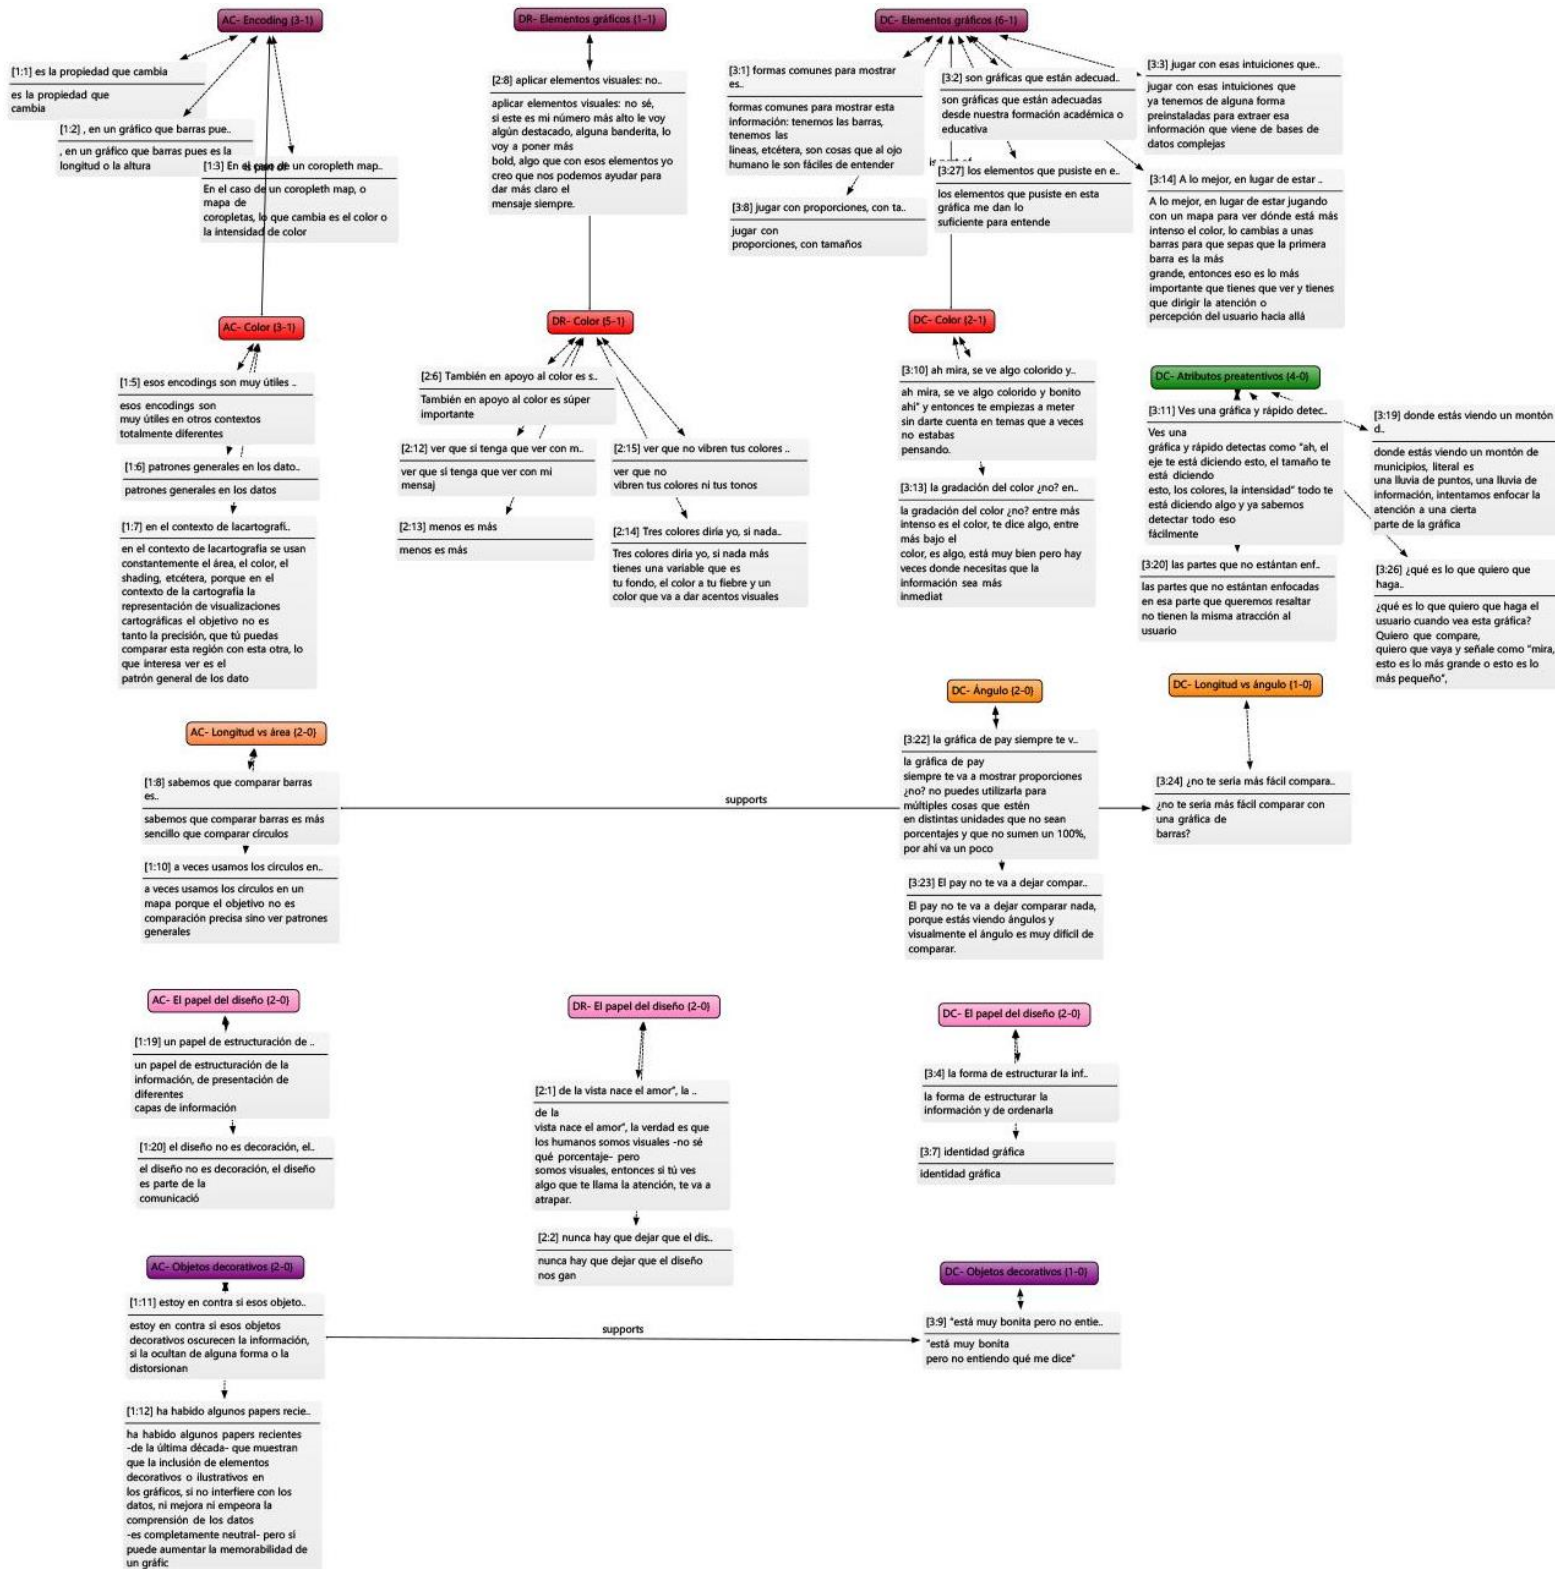 AC- Encoding {3-1}
[1:1] es la propiedad que cambia
es la propiedad que
cambia
[1:2] , en un gráfico que barras pue..
, en un gráfico que barras pues es la
longitud o la altura
[1:3] En el caso de un coropleth map..
En el caso de un coropleth map, o
mapa de
coropletas, lo que cambia es el color o
la intensidad de color
DR- Elementos gráficos {1-1}
[2:8] aplicar elementos visuales: no..
aplicar elementos visuales: no sé,
si este es mi número más alto le voy
algún destacado, alguna banderita, lo
voy a poner más
bold, algo que con esos elementos yo
creo que nos podemos ayudar para
dar más claro el
mensaje siempre.
DC- Elementos gráficos {6-1}
[3:1] formas comunes para mostrar
es..
formas comunes para mostrar esta
información: tenemos las barras,
tenemos las
lineas, etcétera, son cosas que al ojo
humano le son fáciles de entender
[3:8] jugar con proporciones, con ta..
jugar con
proporciones, con tamaños
[3:2] son gráficas que están adecuad..
son gráficas que están adecuadas
desde nuestra formación académica o
educativa
[3:27] los elementos que pusiste en e..
los elementos que pusiste en esta
gráfica me dan lo
suficiente para entende
[3:3] jugar con esas intuiciones que..
jugar con esas intuiciones que
ya tenemos de alguna forma
preinstaladas para extraer esa
información que viene de bases de
datos complejas
[3:14] A lo mejor, en lugar de estar ..
A lo mejor, en lugar de estar jugando
con un mapa para ver dónde está más
intenso el color, lo cambias a unas
barras para que sepas que la primera
barra es la más
grande, entonces eso es lo más
importante que tienes que ver y tienes
que dirigir la atención o
percepción del usuario hacia allá
AC- Color {3-1}
[1:5] esos encodings son muy útiles ..
esos encodings son
muy útiles en otros contextos
totalmente diferentes
[1:6] patrones generales en los dato..
patrones generales en los datos
[1:7] en el contexto de lacartografi..
en el contexto de lacartografía se usan
constantemente el área, el color, el
shading, etcétera, porque en el
contexto de la cartografía la
representación de visualizaciones
cartográficas el objetivo no es
tanto la precisión, que tú puedas
comparar esta región con esta otra, lo
que interesa ver es el
patrón general de los dato
DR- Color {5-1}
[2:6] También en apoyo al color es s..
También en apoyo al color es súper
importante
[2:12] ver que si tenga que ver con m..
ver que si tenga que ver con mi
mensaj
[2:15] ver que no vibren tus colores ..
ver que no
vibren tus colores ni tus tonos
[2:13] menos es más
menos es más
[2:14] Tres colores diría yo, si nada..
Tres colores diría yo, si nada más
tienes una variable que es
tu fondo, el color a tu fiebre y un
color que va a dar acentos visuales
DC- Color {2-1}
[3:10] ah mira, se ve algo colorido y..
ah mira, se ve algo colorido y bonito
ahí" y entonces te empiezas a meter
sin darte cuenta en temas que a veces
no estabas
pensando.
[3:13] la gradación del color ¿no? en..
la gradación del color ¿no? entre más
intenso es el color, te dice algo, entre
más bajo el
color, es algo, está muy bien pero hay
veces donde necesitas que la
información sea más
inmediat
DC- Atributos preatentivos {4-0}
[3:11] Ves una gráfica y rápido detec..
Ves una
gráfica y rápido detectas como "ah, el
eje te está diciendo esto, el tamaño te
está diciendo
esto, los colores, la intensidad" todo te
está diciendo algo y ya sabemos
detectar todo eso
fácilmente
[3:20] las partes que no estántan enf..
las partes que no estántan enfocadas
en esa parte que queremos resaltar
no tienen la misma atracción al
usuario
[3:19] donde estás viendo un montón
d..
donde estás viendo un montón de
municipios, literal es
una lluvia de puntos, una lluvia de
información, intentamos enfocar la
atención a una cierta
parte de la gráfica
[3:26] ¿qué es lo que quiero que
haga..
¿qué es lo que quiero que haga el
usuario cuando vea esta gráfica?
Quiero que compare,
quiero que vaya y señale como "mira,
esto es lo más grande o esto es lo
más pequeño",
AC- Longitud vs área {2-0}
[1:8] sabemos que comparar barras
es..
sabemos que comparar barras es más
sencillo que comparar círculos
[1:10] a veces usamos los círculos en..
a veces usamos los círculos en un
mapa porque el objetivo no es
comparación precisa sino ver patrones
generales
supports
DC- Ángulo {2-0}
[3:22] la gráfica de pay siempre te v..
la gráfica de pay
siempre te va a mostrar proporciones
¿no? no puedes utilizarla para
múltiples cosas que estén
en distintas unidades que no sean
porcentajes y que no sumen un 100%,
por ahí va un poco
[3:23] El pay no te va a dejar compar..
El pay no te va a dejar comparar nada,
porque estás viendo ángulos y
visualmente el ángulo es muy difícil de
comparar.
DC- Longitud vs ángulo {1-0}
[3:24] ¿no te sería más fácil compara..
¿no te sería más fácil comparar con
una gráfica de
barras?
AC- El papel del diseño {2-0}
[1:19] un papel de estructuración de ..
un papel de estructuración de la
información, de presentación de
diferentes
capas de información
[1:20] el diseño no es decoración, el..
el diseño no es decoración, el diseño
es parte de la
comunicació
DR- El papel del diseño {2-0}
[2:1] de la vista nace el amor", la ..
de la
vista nace el amor", la verdad es que
los humanos somos visuales -no sé
qué porcentaje- pero
somos visuales, entonces si tú ves
algo que te llama la atención, te va a
atrapar.
[2:2] nunca hay que dejar que el dis..
nunca hay que dejar que el diseño
nos gan
DC- El papel del diseño {2-0}
[3:4] la forma de estructurar la inf..
la forma de estructurar la
información y de ordenarla
[3:7] identidad gráfica
identidad gráfica
AC- Objetos decorativos {2-0}
[1:11] estoy en contra si esos objeto..
estoy en contra si esos objetos
decorativos oscurecen la información,
si la ocultan de alguna forma o la
distorsionan
[1:12] ha habido algunos papers recie..
ha habido algunos papers recientes
-de la última década- que muestran
que la inclusión de elementos
decorativos o ilustrativos en
los gráficos, si no interfiere con los
datos, ni mejora ni empeora la
comprensión de los datos
-es completamente neutral- pero sí
puede aumentar la memorabilidad de
un gráfic
supports
DC- Objetos decorativos {1-0}
[3:9] "está muy bonita pero no entie..
"está muy bonita
pero no entiendo qué me dice"